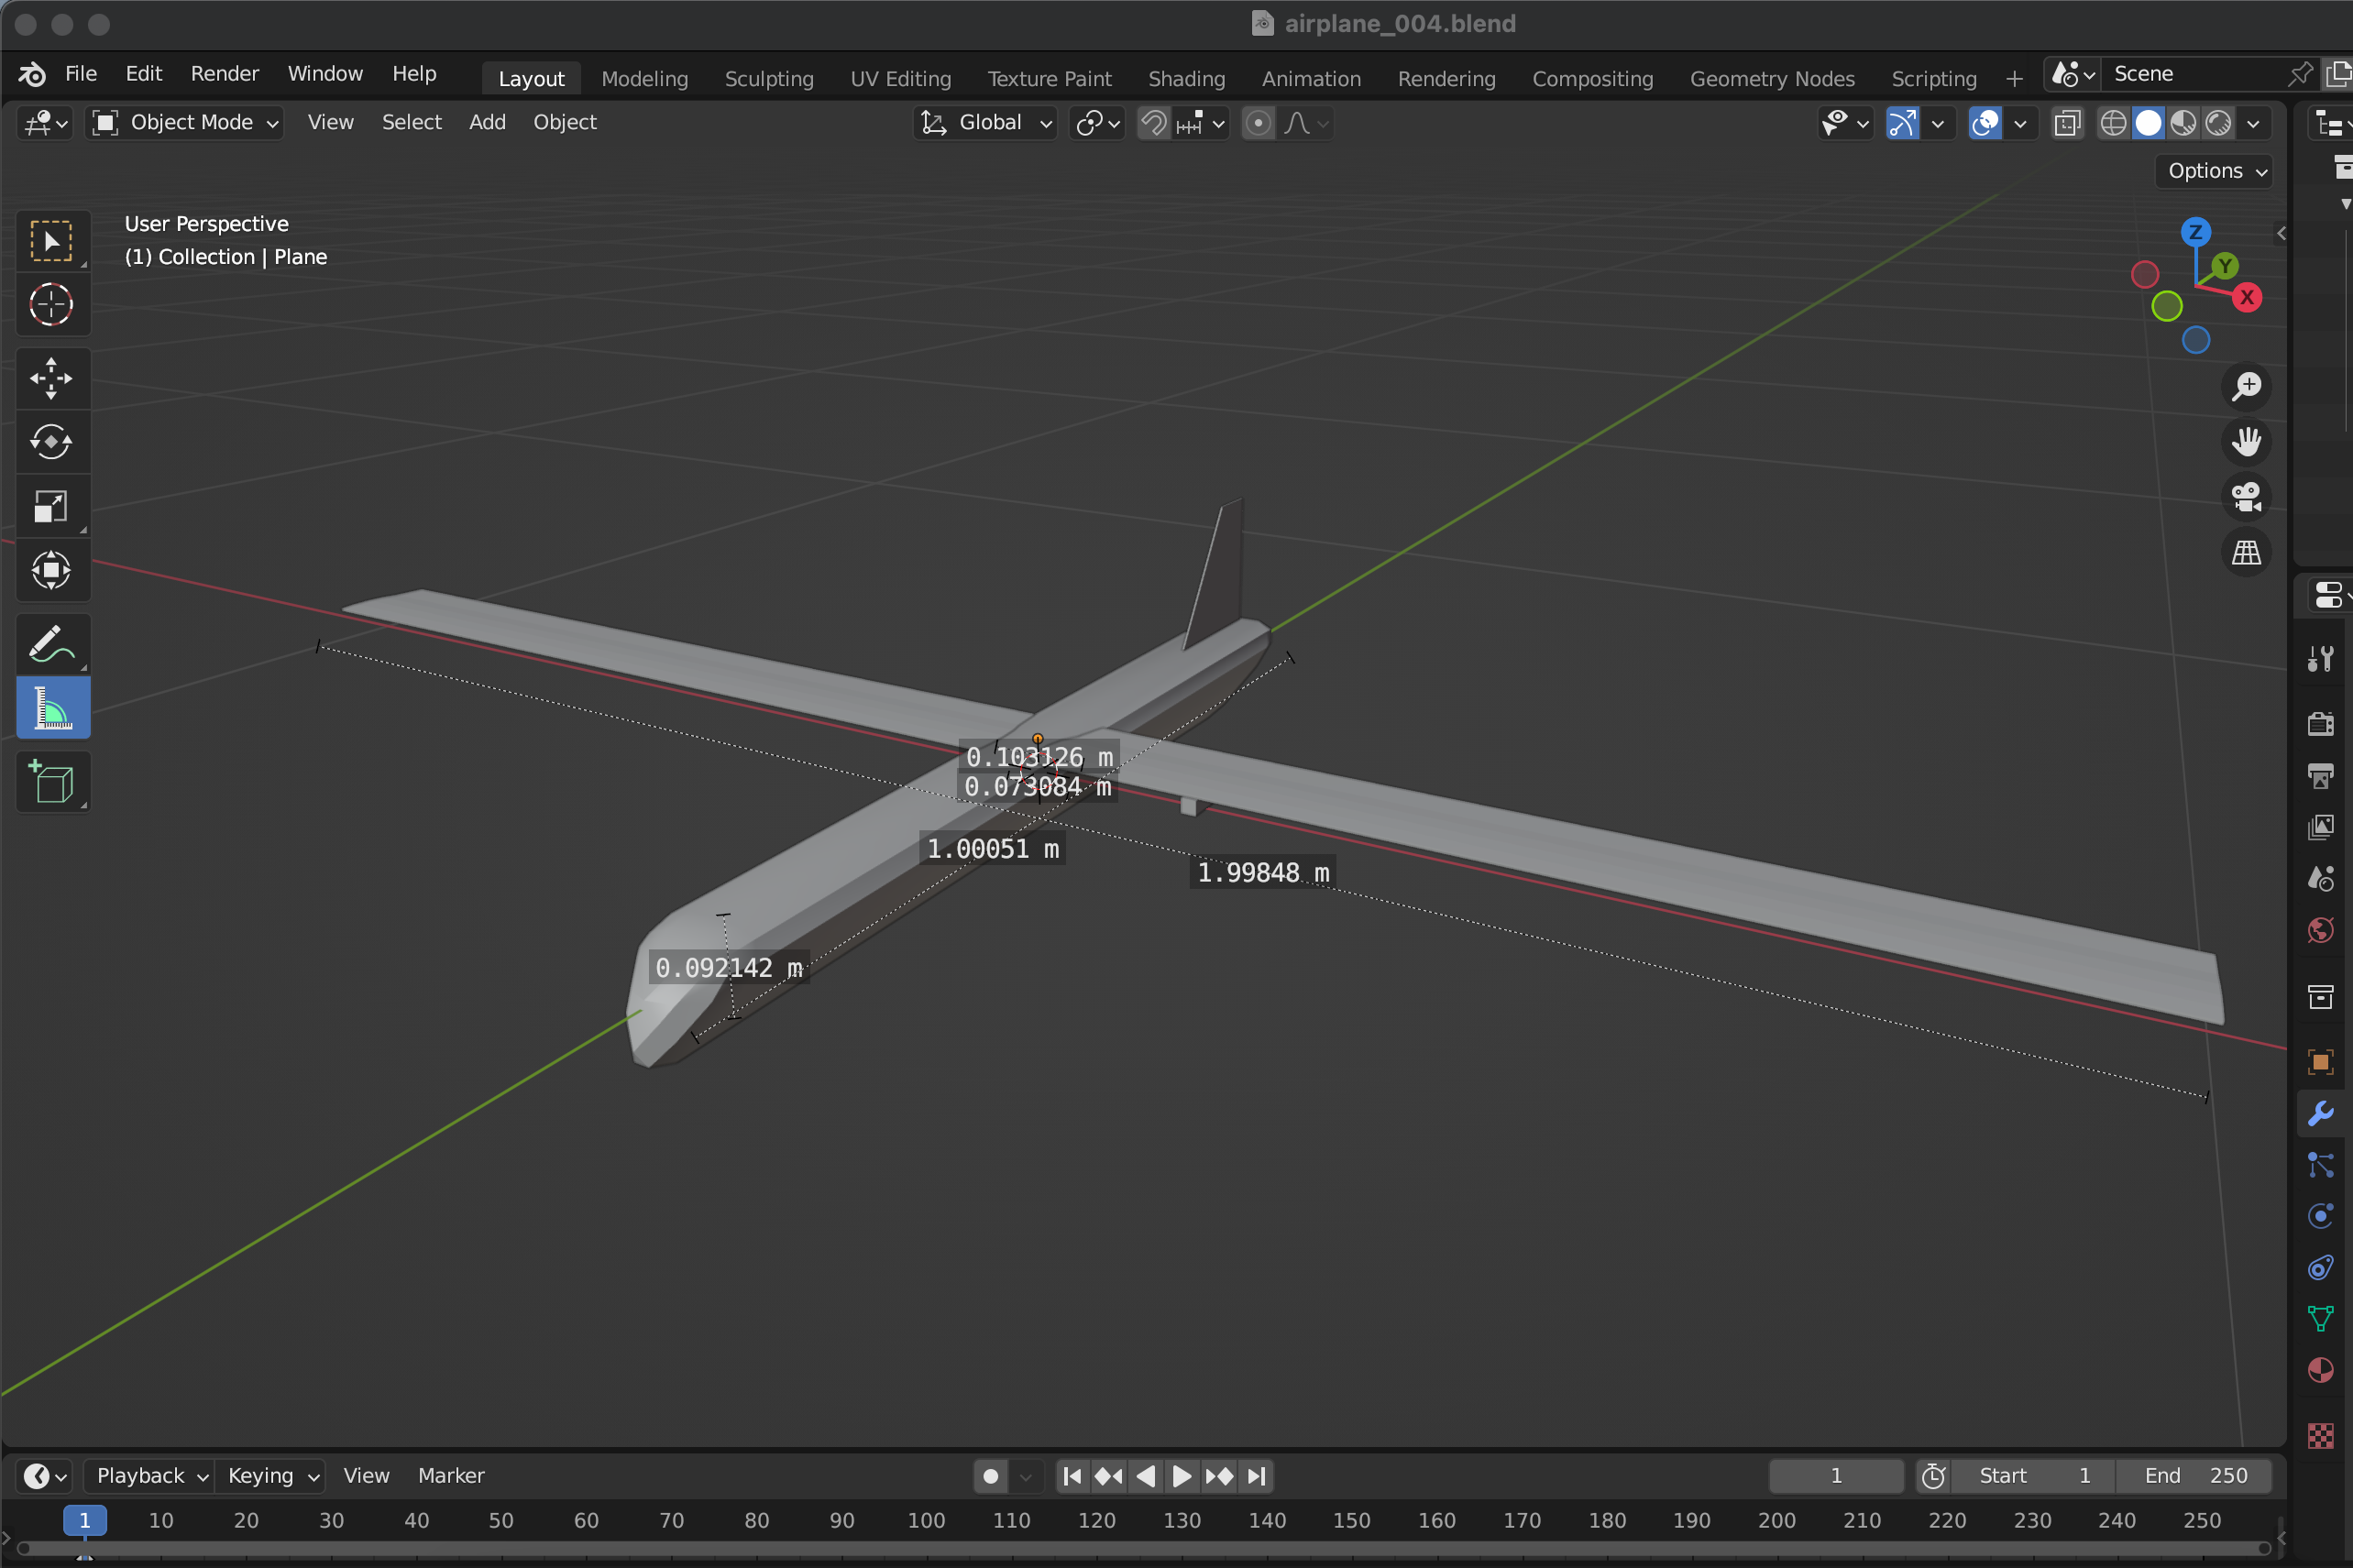 airplane_004.blend
File Edit Render Window Help Layout Modeling Sculpting UV Editing Texture Paint Shading Animation Rendering Compositing Geometry Nodes Scripting + Scene
Object Mode View Select Add Object Global
Options
User Perspective
(1) Collection | Plane
Z
Y
X
0.103126 m
0.073084 m
1.00051 m
1.99848 m
0.092142 m
Playback Keying View Marker 1 Start 1 End 250
1 10 20 30 40 50 60 70 80 90 100 110 120 130 140 150 160 170 180 190 200 210 220 230 240 250